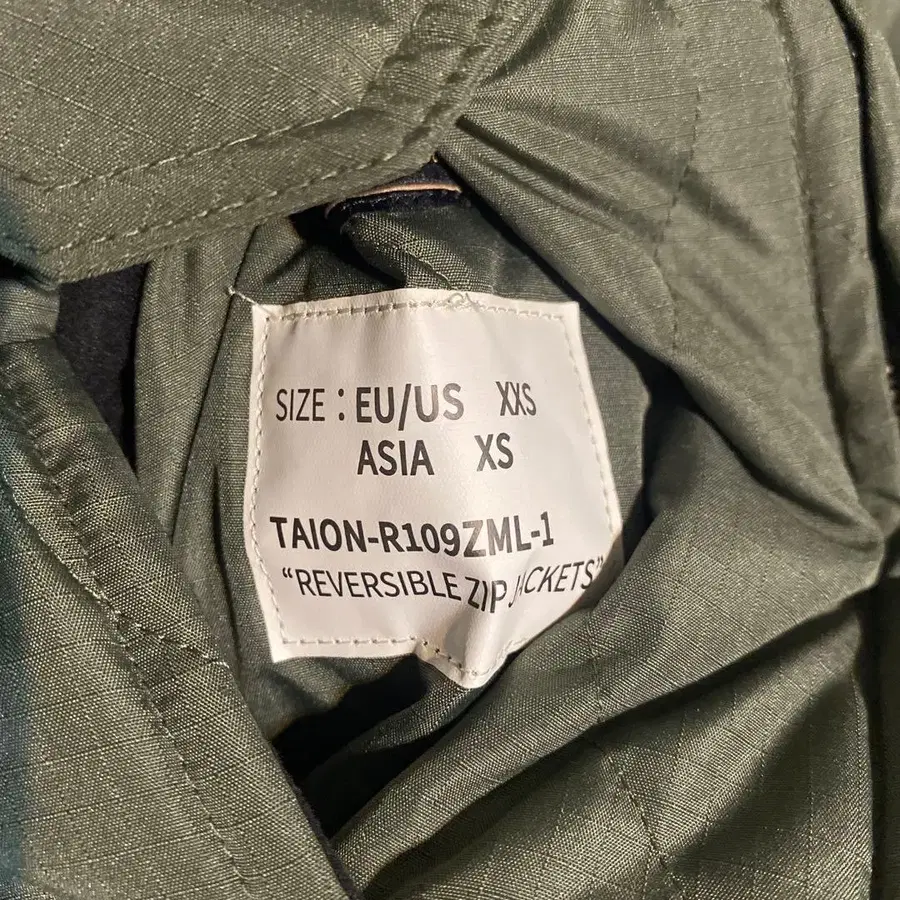 SIZE : EU/US XXS
ASIA XS
TAION-R109ZML-1
“REVERSIBLE ZIP JACKETS”